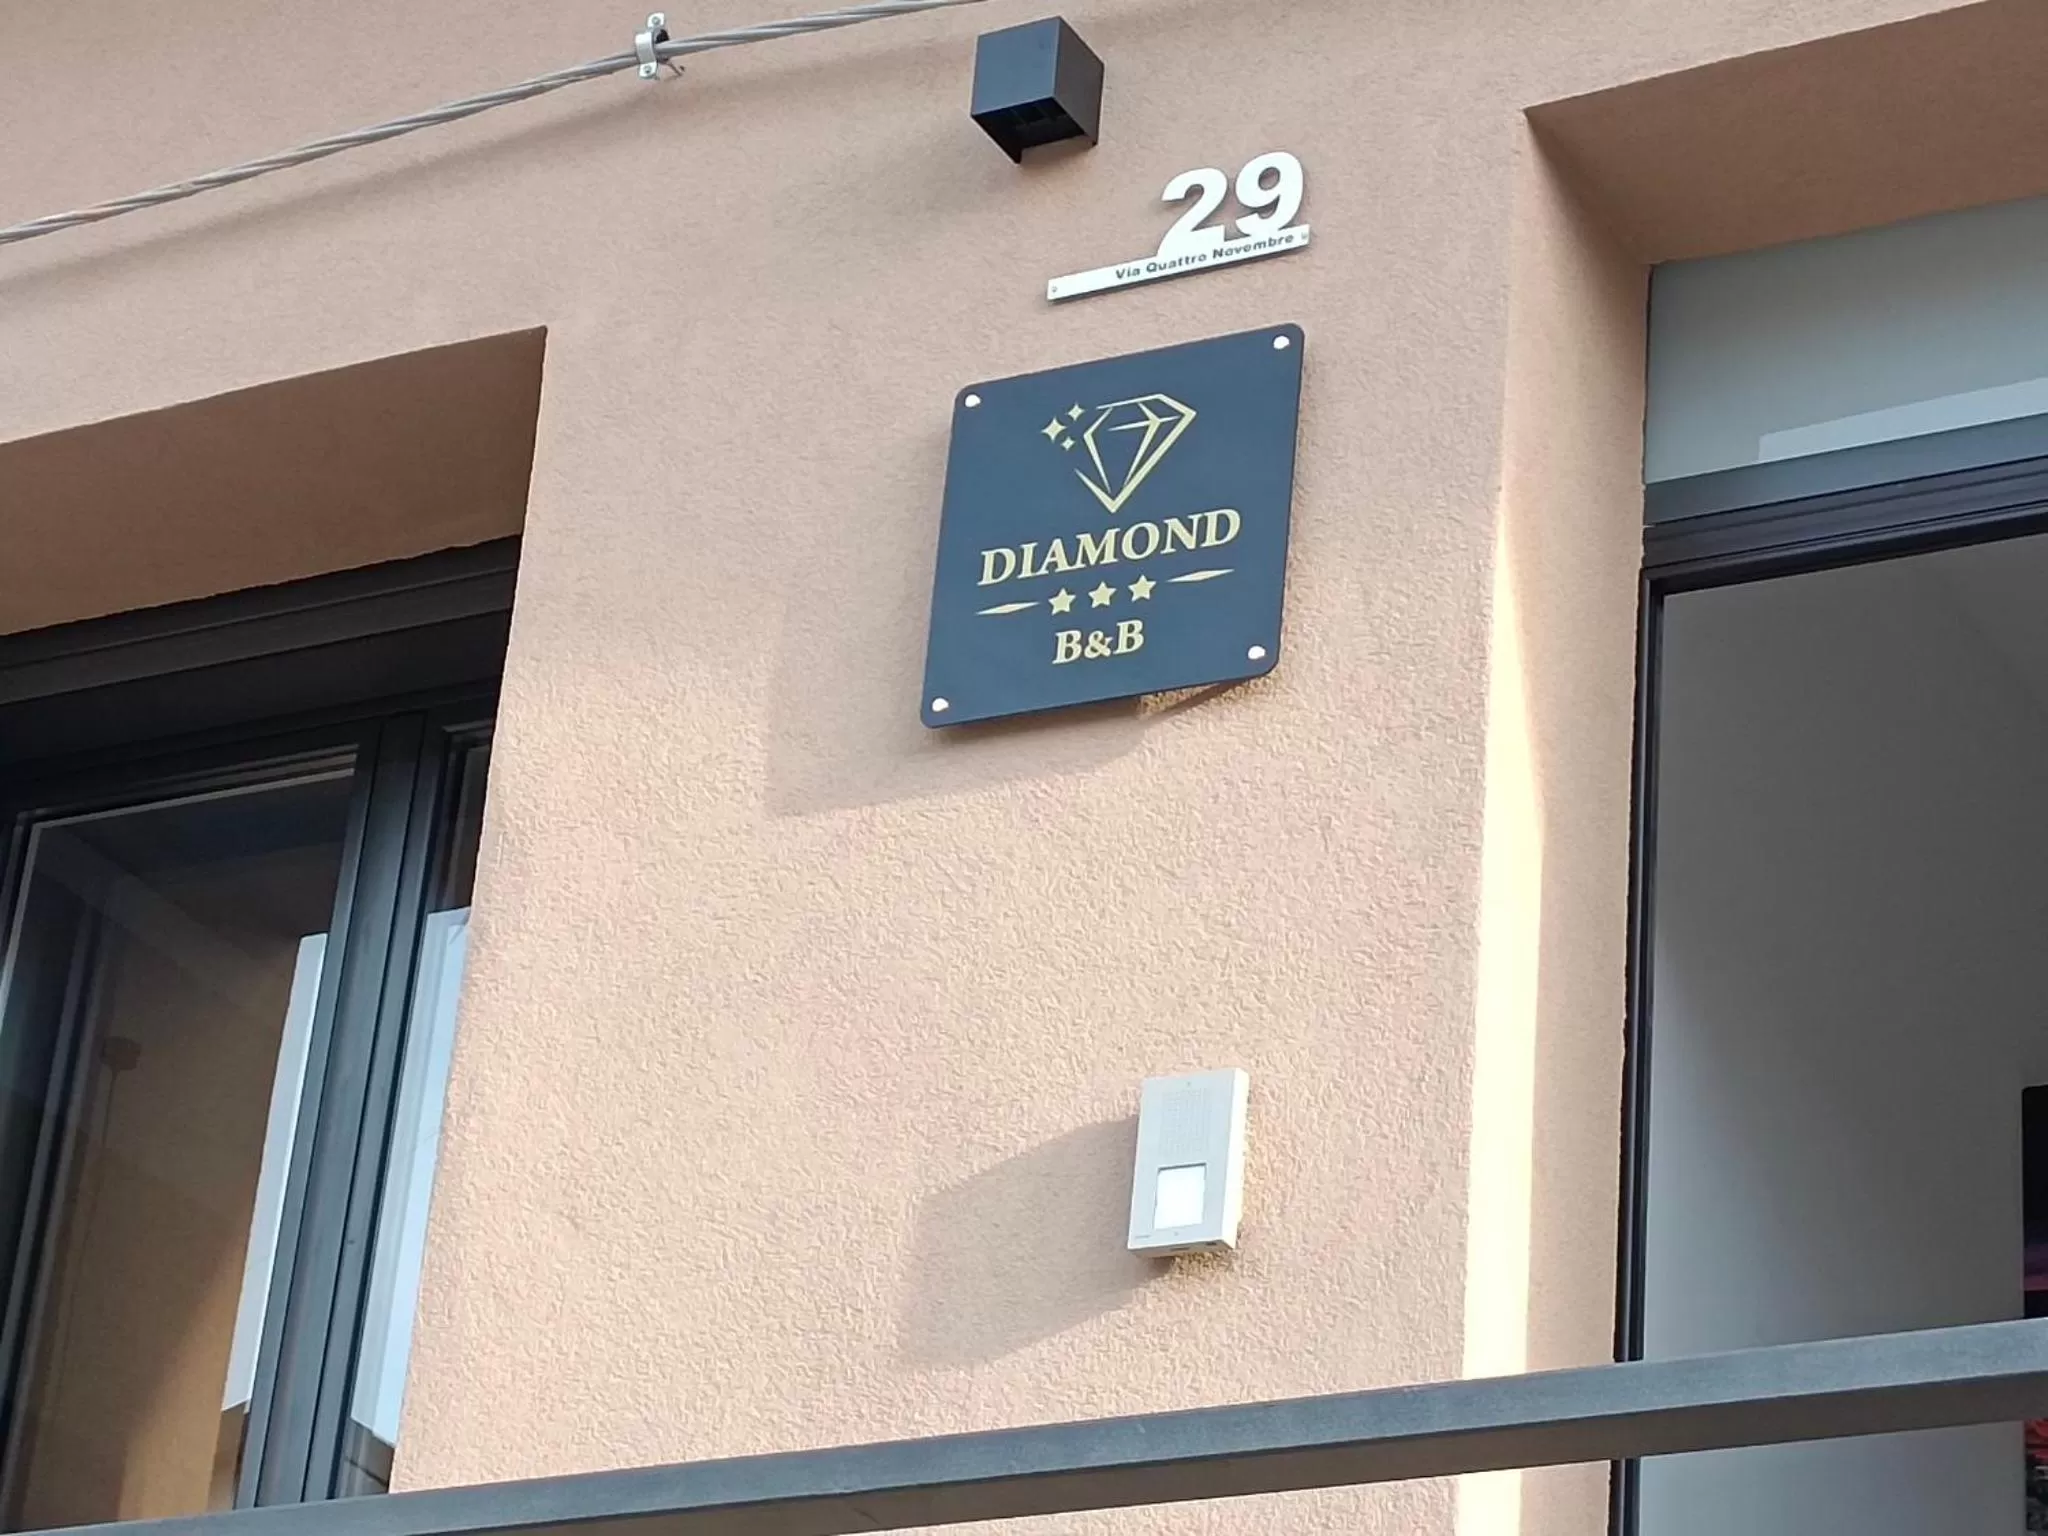 29
Via Quattro Novembre
DIAMOND
B&B